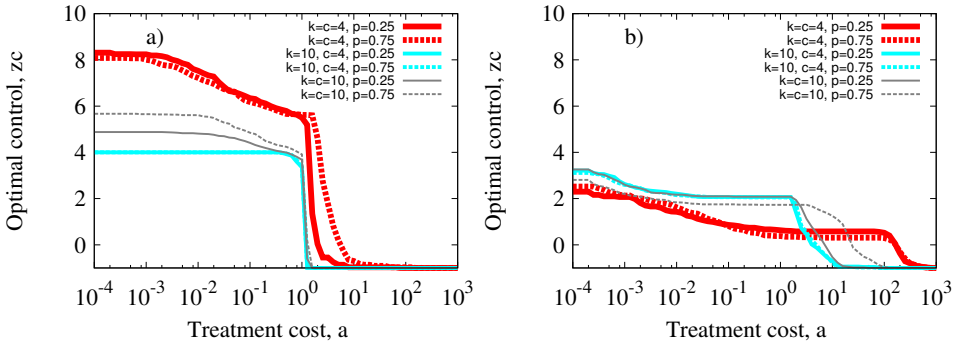 a)
k=c=4, p=0.25
k=c=4, p=0.75
k=10, c=4, p=0.25
k=10, c=4, p=0.75
k=c=10, p=0.25
k=c=10, p=0.75
Optimal control, zc
10
8
6
4
2
0
10^-4 10^-3 10^-2 10^-1 10^0 10^1 10^2 10^3
Treatment cost, a
b)
k=c=4, p=0.25
k=c=4, p=0.75
k=10, c=4, p=0.25
k=10, c=4, p=0.75
k=c=10, p=0.25
k=c=10, p=0.75
Optimal control, zc
10
8
6
4
2
0
10^-4 10^-3 10^-2 10^-1 10^0 10^1 10^2 10^3
Treatment cost, a